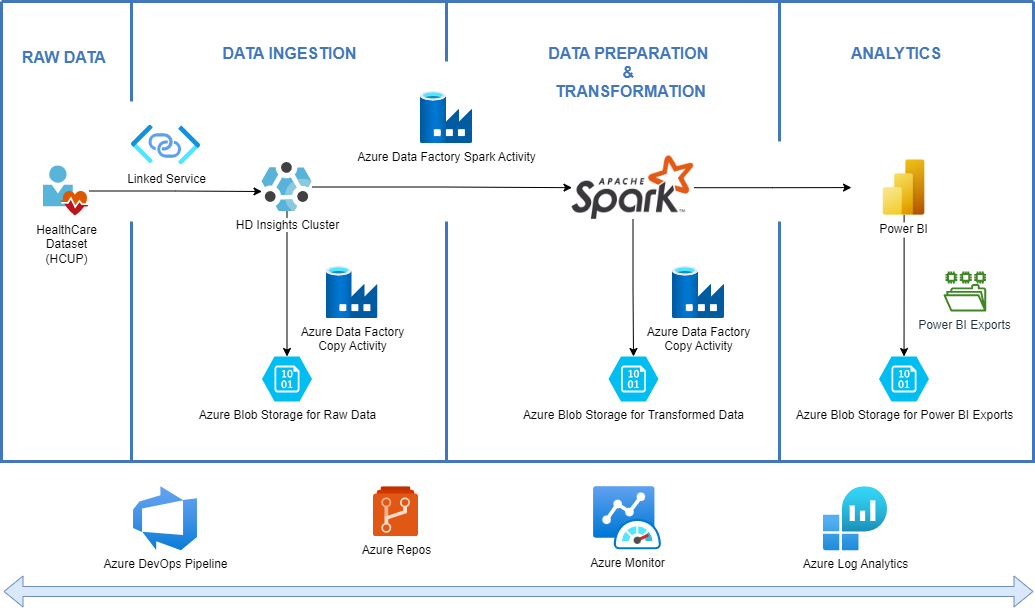 RAW DATA
DATA INGESTION
DATA PREPARATION
&
TRANSFORMATION
ANALYTICS
Azure Data Factory Spark Activity
Linked Service
HealthCare
Dataset
(HCUP)
HD Insights Cluster
APACHE
Spark™
Power BI
Azure Data Factory
Copy Activity
Azure Data Factory
Copy Activity
Power BI Exports
10
01
Azure Blob Storage for Raw Data
10
01
Azure Blob Storage for Transformed Data
10
01
Azure Blob Storage for Power BI Exports
Azure DevOps Pipeline
Azure Repos
Azure Monitor
Azure Log Analytics